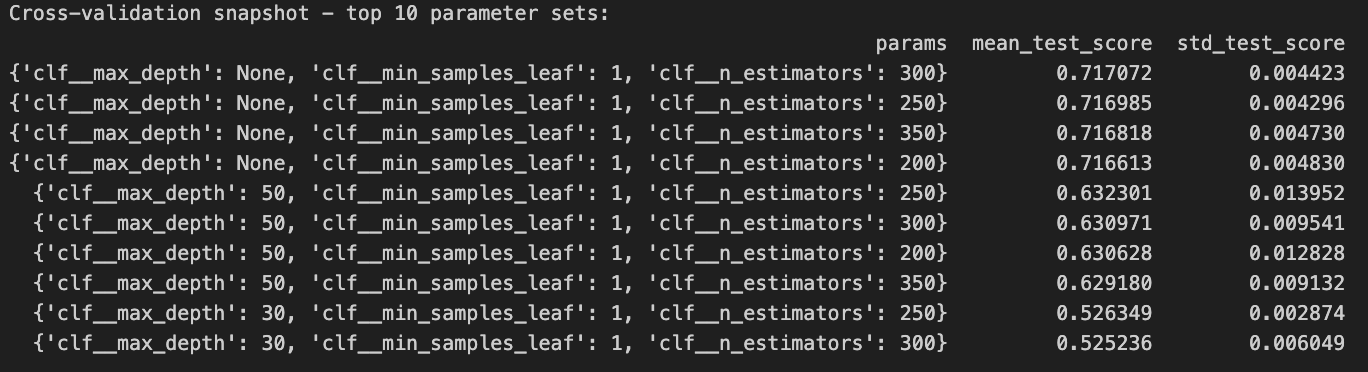 Cross-validation snapshot – top 10 parameter sets:
params mean_test_score std_test_score
{'clf__max_depth': None, 'clf__min_samples_leaf': 1, 'clf__n_estimators': 300} 0.717072 0.004423
{'clf__max_depth': None, 'clf__min_samples_leaf': 1, 'clf__n_estimators': 250} 0.716985 0.004296
{'clf__max_depth': None, 'clf__min_samples_leaf': 1, 'clf__n_estimators': 350} 0.716818 0.004730
{'clf__max_depth': None, 'clf__min_samples_leaf': 1, 'clf__n_estimators': 200} 0.716613 0.004830
{'clf__max_depth': 50, 'clf__min_samples_leaf': 1, 'clf__n_estimators': 250} 0.632301 0.013952
{'clf__max_depth': 50, 'clf__min_samples_leaf': 1, 'clf__n_estimators': 300} 0.630971 0.009541
{'clf__max_depth': 50, 'clf__min_samples_leaf': 1, 'clf__n_estimators': 200} 0.630628 0.012828
{'clf__max_depth': 50, 'clf__min_samples_leaf': 1, 'clf__n_estimators': 350} 0.629180 0.009132
{'clf__max_depth': 30, 'clf__min_samples_leaf': 1, 'clf__n_estimators': 250} 0.526349 0.002874
{'clf__max_depth': 30, 'clf__min_samples_leaf': 1, 'clf__n_estimators': 300} 0.525236 0.006049